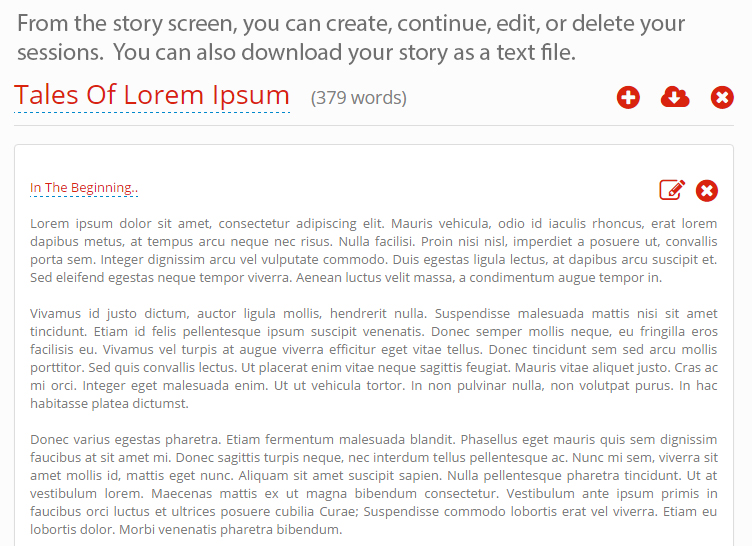 From the story screen, you can create, continue, edit, or delete your
sessions.  You can also download your story as a text file.
Tales Of Lorem Ipsum (379 words)
In The Beginning..
Lorem ipsum dolor sit amet, consectetur adipiscing elit. Mauris vehicula, odio id iaculis rhoncus, erat lorem
dapibus metus, at tempus arcu neque nec risus. Nulla facilisi. Proin nisi nisl, imperdiet a posuere ut, convallis
porta sem. Integer dignissim arcu vel vulputate commodo. Duis egestas ligula lectus, at dapibus arcu suscipit et.
Sed eleifend egestas neque tempor viverra. Aenean luctus velit massa, a condimentum augue tempor in.
Vivamus id justo dictum, auctor ligula mollis, hendrerit nulla. Suspendisse malesuada mattis nisi sit amet
tincidunt. Etiam id felis pellentesque ipsum suscipit venenatis. Donec semper mollis neque, eu fringilla eros
facilisis eu. Vivamus vel turpis at augue viverra efficitur eget vitae tellus. Donec tincidunt sem sed arcu mollis
porttitor. Sed quis convallis lectus. Ut placerat enim vitae neque sagittis feugiat. Mauris vitae aliquet justo. Cras ac
mi orci. Integer eget malesuada enim. Ut ut vehicula tortor. In non pulvinar nulla, non volutpat purus. In hac
habitasse platea dictumst.
Donec varius egestas pharetra. Etiam fermentum malesuada blandit. Phasellus eget mauris quis sem dignissim
faucibus at sit amet mi. Donec sagittis turpis neque, nec interdum tellus pellentesque ac. Nunc mi sem, viverra sit
amet mollis id, mattis eget nunc. Aliquam sit amet suscipit sapien. Nulla pellentesque pharetra tincidunt. Ut at
vestibulum lorem. Maecenas mattis ex ut magna bibendum consectetur. Vestibulum ante ipsum primis in
faucibus orci luctus et ultrices posuere cubilia Curae; Suspendisse commodo lobortis erat vel viverra. Etiam eu
lobortis dolor. Morbi venenatis pharetra bibendum.